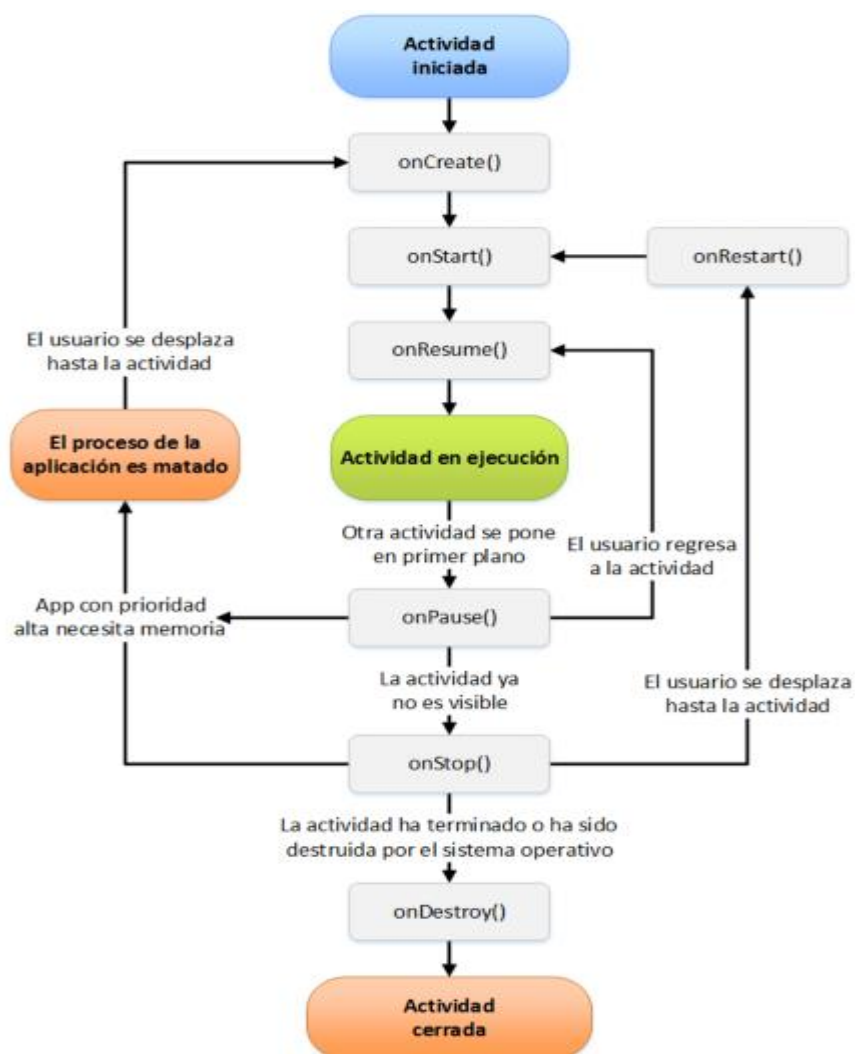 Actividad
iniciada
onCreate()
onStart()
onRestart()
onResume()
El usuario se desplaza
hasta la actividad
El proceso de la
aplicación es matado
Actividad en ejecución
Otra actividad se pone
en primer plano
El usuario regresa
a la actividad
App con prioridad
alta necesita memoria
onPause()
La actividad ya
no es visible
El usuario se desplaza
hasta la actividad
onStop()
La actividad ha terminado o ha sido
destruida por el sistema operativo
onDestroy()
Actividad
cerrada